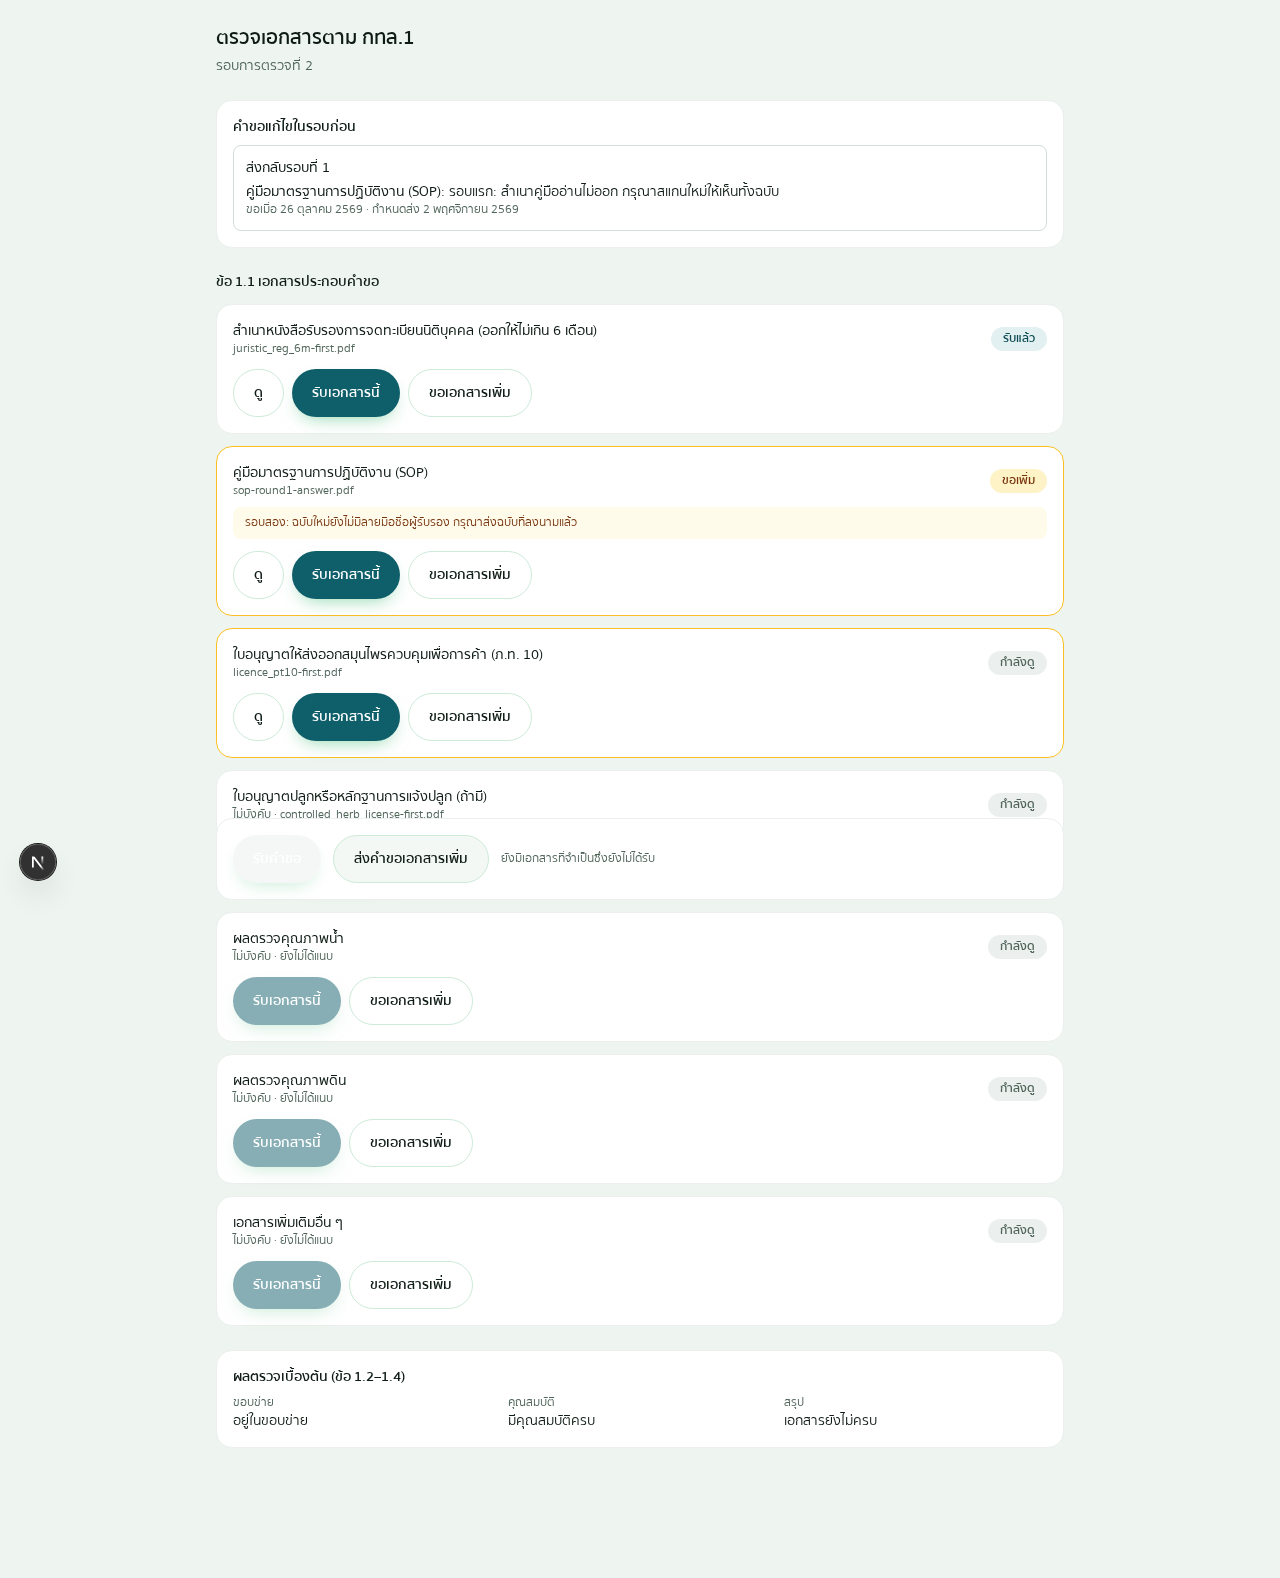 ตรวจเอกสารตาม กทล.1
รอบการตรวจที่ 2
คำขอแก้ไขในรอบก่อน
ส่งกลับรอบที่ 1
คู่มือมาตรฐานการปฏิบัติงาน (SOP): รอบแรก: สำเนาคู่มืออ่านไม่ออก กรุณาสแกนใหม่ให้เห็นทั้งฉบับ
ขอเมื่อ 26 ตุลาคม 2569 · กำหนดส่ง 2 พฤศจิกายน 2569
ข้อ 1.1 เอกสารประกอบคำขอ
สำเนาหนังสือรับรองการจดทะเบียนนิติบุคคล (ออกให้ไม่เกิน 6 เดือน)
รับแล้ว
juristic_reg_6m-first.pdf
ดู รับเอกสารนี้ ขอเอกสารเพิ่ม
คู่มือมาตรฐานการปฏิบัติงาน (SOP)
ขอเพิ่ม
sop-round1-answer.pdf
รอบสอง: ฉบับใหม่ยังไม่มีลายมือชื่อผู้รับรอง กรุณาส่งฉบับที่ลงนามแล้ว
ดู รับเอกสารนี้ ขอเอกสารเพิ่ม
ใบอนุญาตให้ส่งออกสมุนไพรควบคุมเพื่อการค้า (ภ.ท. 10)
กำลังดู
licence_pt10-first.pdf
ดู รับเอกสารนี้ ขอเอกสารเพิ่ม
ใบอนุญาตปลูกหรือหลักฐานการแจ้งปลูก (ถ้ามี)
กำลังดู
ไม่บังคับ · controlled_herb_license-first.pdf
รับคำขอ ส่งคำขอเอกสารเพิ่ม ยังมีเอกสารที่จำเป็นซึ่งยังไม่ได้รับ
ผลตรวจคุณภาพน้ำ
กำลังดู
ไม่บังคับ · ยังไม่ได้แนบ
รับเอกสารนี้ ขอเอกสารเพิ่ม
ผลตรวจคุณภาพดิน
กำลังดู
ไม่บังคับ · ยังไม่ได้แนบ
รับเอกสารนี้ ขอเอกสารเพิ่ม
เอกสารเพิ่มเติมอื่น ๆ
กำลังดู
ไม่บังคับ · ยังไม่ได้แนบ
รับเอกสารนี้ ขอเอกสารเพิ่ม
ผลตรวจเบื้องต้น (ข้อ 1.2–1.4)
ขอบข่าย คุณสมบัติ สรุป
อยู่ในขอบข่าย มีคุณสมบัติครบ เอกสารยังไม่ครบ